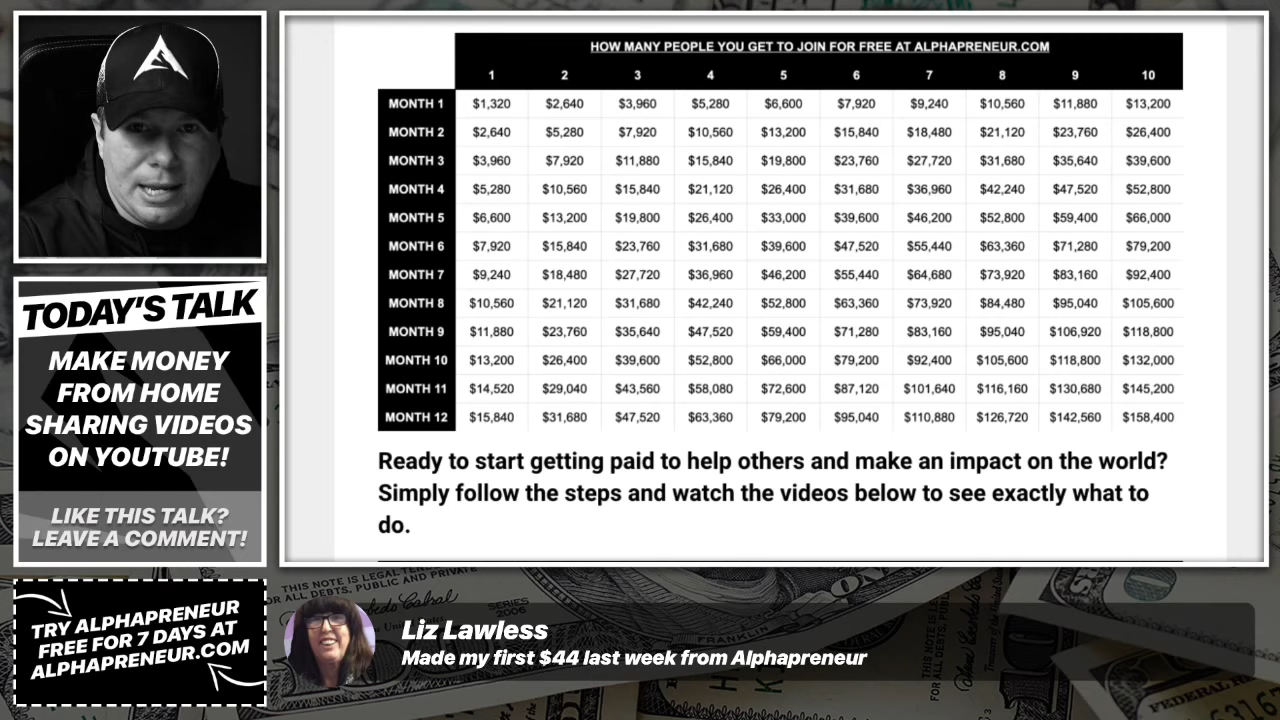 HOW MANY PEOPLE YOU GET TO JOIN FOR FREE AT ALPHAPRENEUR.COM
1 2 3 4 5 6 7 8 9 10
MONTH 1 $1,320 $2,640 $3,960 $5,280 $6,600 $7,920 $9,240 $10,560 $11,880 $13,200
MONTH 2 $2,640 $5,280 $7,920 $10,560 $13,200 $15,840 $18,480 $21,120 $23,760 $26,400
MONTH 3 $3,960 $7,920 $11,880 $15,840 $19,800 $23,760 $27,720 $31,680 $35,640 $39,600
MONTH 4 $5,280 $10,560 $15,840 $21,120 $26,400 $31,680 $36,960 $42,240 $47,520 $52,800
MONTH 5 $6,600 $13,200 $19,800 $26,400 $33,000 $39,600 $46,200 $52,800 $59,400 $66,000
MONTH 6 $7,920 $15,840 $23,760 $31,680 $39,600 $47,520 $55,440 $63,360 $71,280 $79,200
MONTH 7 $9,240 $18,480 $27,720 $36,960 $46,200 $55,440 $64,680 $73,920 $83,160 $92,400
MONTH 8 $10,560 $21,120 $31,680 $42,240 $52,800 $63,360 $73,920 $84,480 $95,040 $105,600
MONTH 9 $11,880 $23,760 $35,640 $47,520 $59,400 $71,280 $83,160 $95,040 $106,920 $118,800
MONTH 10 $13,200 $26,400 $39,600 $52,800 $66,000 $79,200 $92,400 $105,600 $118,800 $132,000
MONTH 11 $14,520 $29,040 $43,560 $58,080 $72,600 $87,120 $101,640 $116,160 $130,680 $145,200
MONTH 12 $15,840 $31,680 $47,520 $63,360 $79,200 $95,040 $110,880 $126,720 $142,560 $158,400
Ready to start getting paid to help others and make an impact on the world?
Simply follow the steps and watch the videos below to see exactly what to
do.
TODAY'S TALK
MAKE MONEY
FROM HOME
SHARING VIDEOS
ON YOUTUBE!
LIKE THIS TALK?
LEAVE A COMMENT!
TRY ALPHAPRENEUR
FREE FOR 7 DAYS AT
ALPHAPRENEUR.COM
Liz Lawless
Made my first $44 last week from Alphapreneur
THIS NOTE IS LEGAL TE
ALL DEBTS, PUBLIC AND PRIVATE
SERIES
2006
FRANKLIN